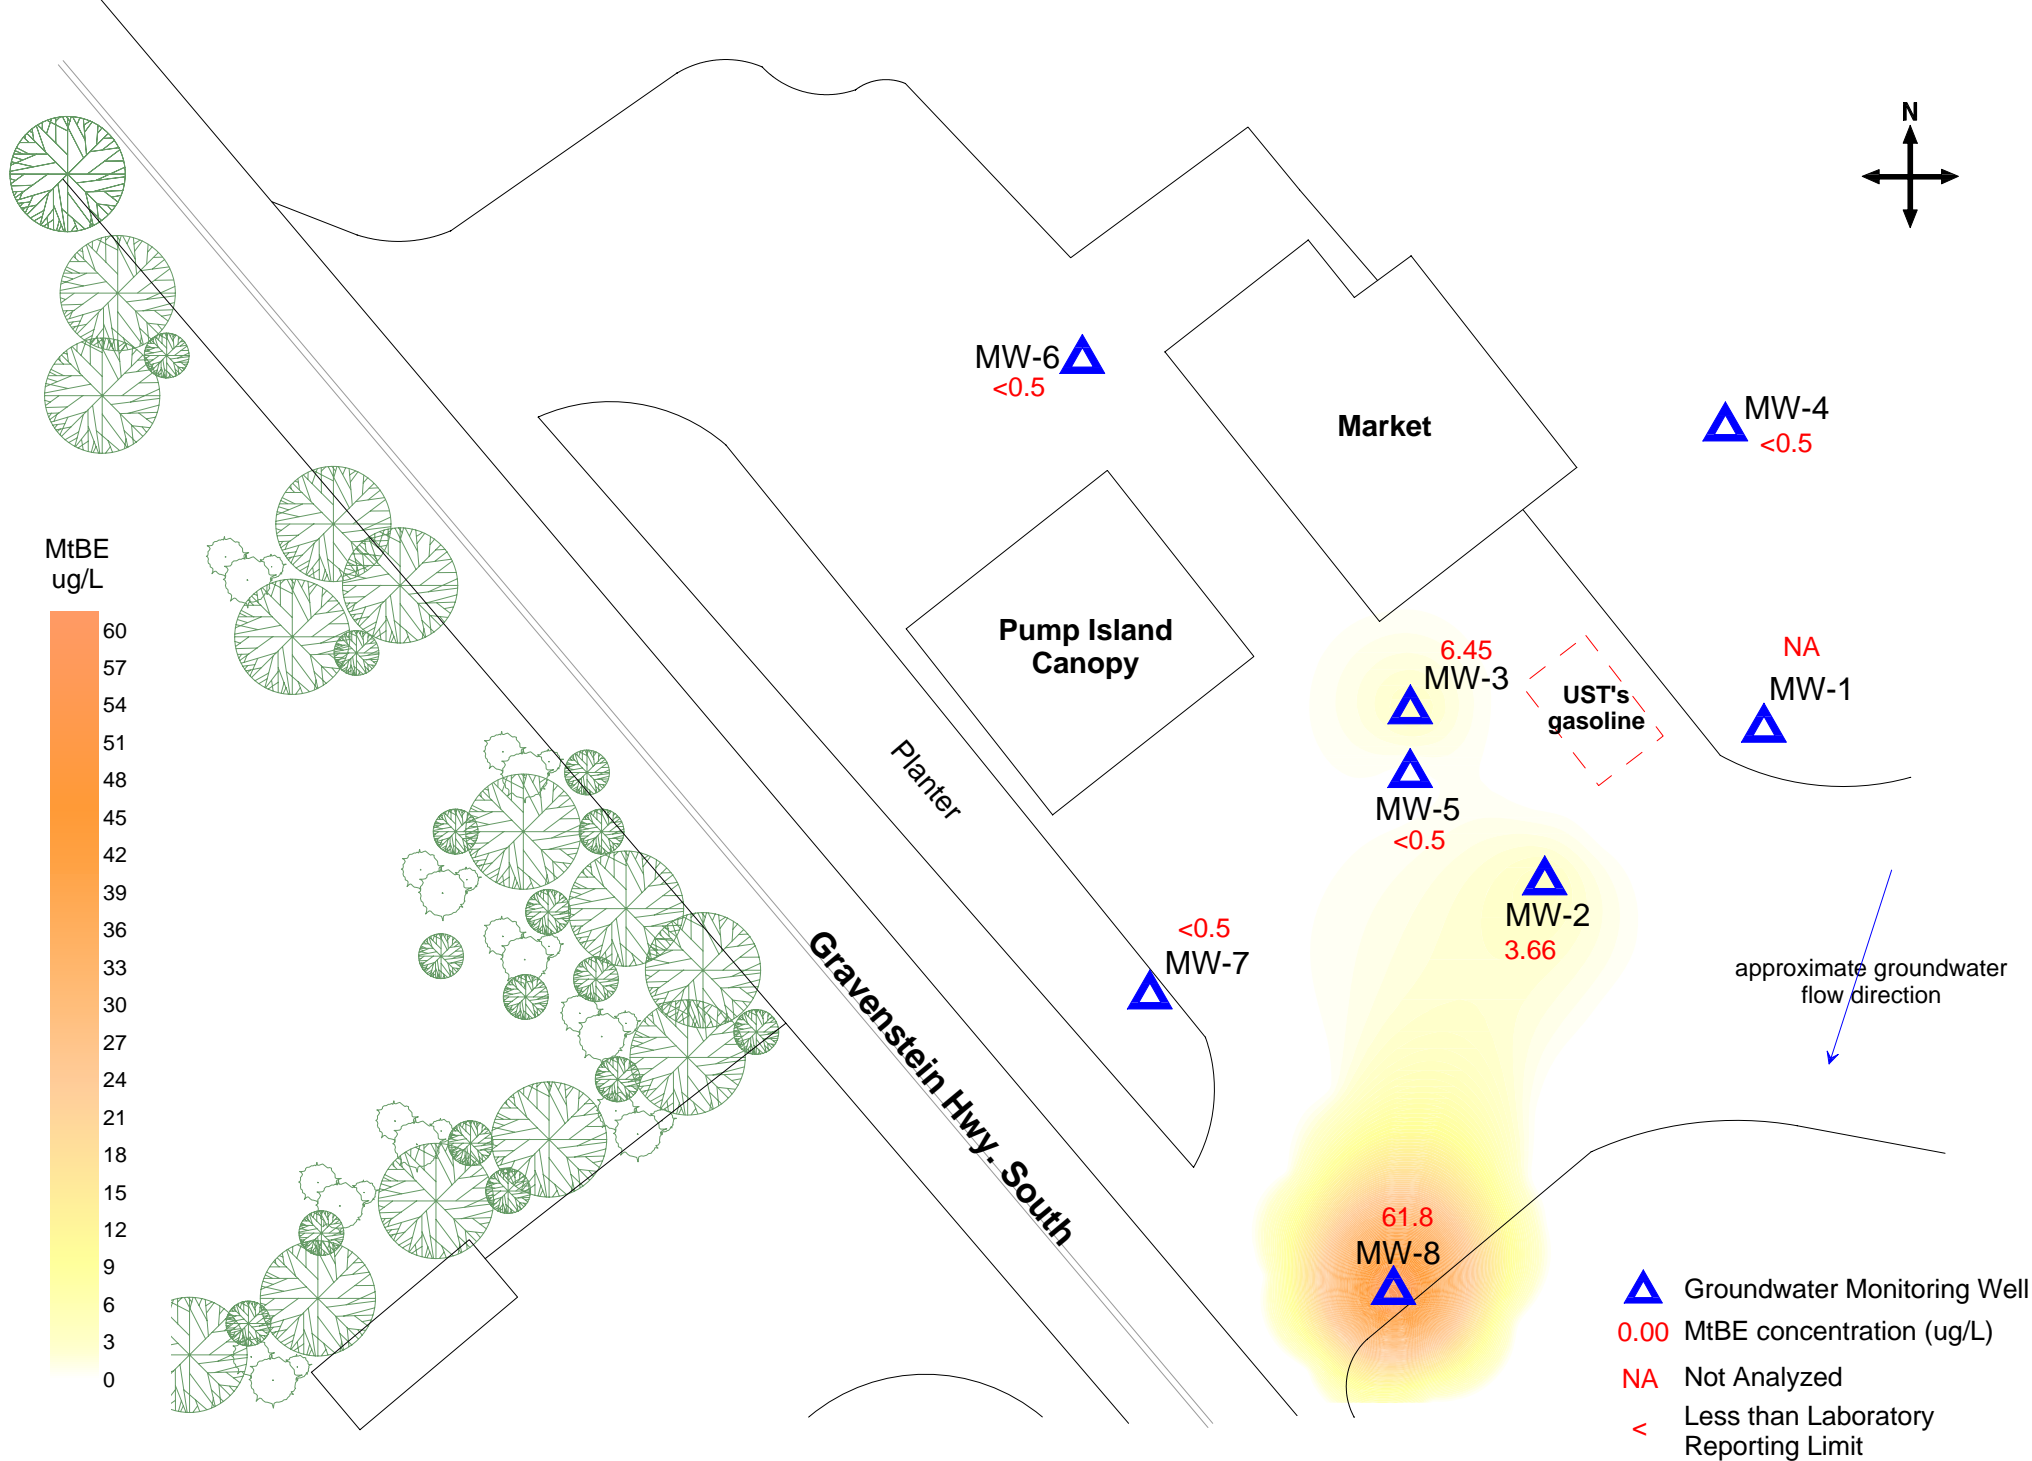 N
MW-6
<0.5
MW-4
<0.5
Market
MtBE
ug/L
60
57
54
51
48
45
42
39
36
33
30
27
24
21
18
15
12
9
6
3
0
Pump Island
Canopy
6.45
MW-3
UST's
gasoline
NA
MW-1
MW-5
<0.5
Planter
MW-2
3.66
<0.5
MW-7
approximate groundwater
flow direction
Gravenstein Hwy. South
61.8
MW-8
Groundwater Monitoring Well
0.00 MtBE concentration (ug/L)
NA Not Analyzed
< Less than Laboratory
Reporting Limit